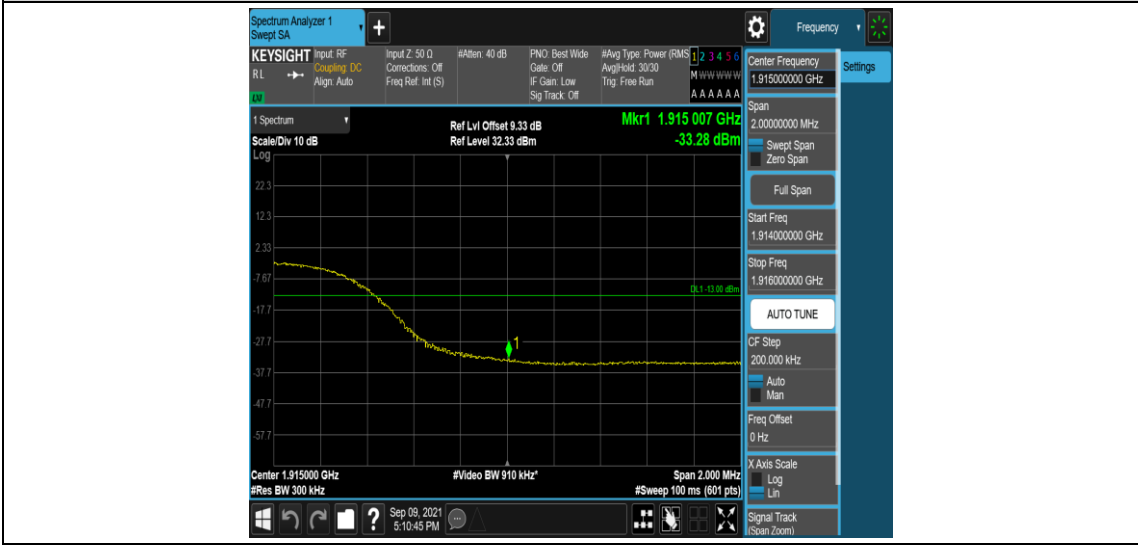 Spectrum Analyzer 1
Swept SA
+
Frequency
KEYSIGHT
RL
LM
Input: RF
Coupling: DC
Align: Auto
Input Z: 50 Ω
Corrections: Off
Freq Ref: Int (S)
#Atten: 40 dB
PNO: Best Wide
Gate: Off
IF Gain: Low
Sig Track: Off
#Avg Type: Power (RMS
Avg|Hold: 30/30
Trig: Free Run
1 2 3 4 5 6
M W W W W W
A A A A A A
1 Spectrum
Scale/Div 10 dB
Log
Ref Lvl Offset 9.33 dB
Ref Level 32.33 dBm
Mkr1 1.915 007 GHz
-33.28 dBm
22.3
12.3
2.33
-7.67
-17.7
-27.7
-37.7
-47.7
-57.7
DL1 -13.00 dBm
1
Center 1.915000 GHz
#Res BW 300 kHz
#Video BW 910 kHz*
Span 2.000 MHz
#Sweep 100 ms (601 pts)
?
Sep 09, 2021
5:10:45 PM
Center Frequency
1.915000000 GHz
Span
2.00000000 MHz
Swept Span
Zero Span
Full Span
Start Freq
1.914000000 GHz
Stop Freq
1.916000000 GHz
AUTO TUNE
CF Step
200.000 kHz
Auto
Man
Freq Offset
0 Hz
X Axis Scale
Log
Lin
Signal Track
(Span Zoom)
Settings